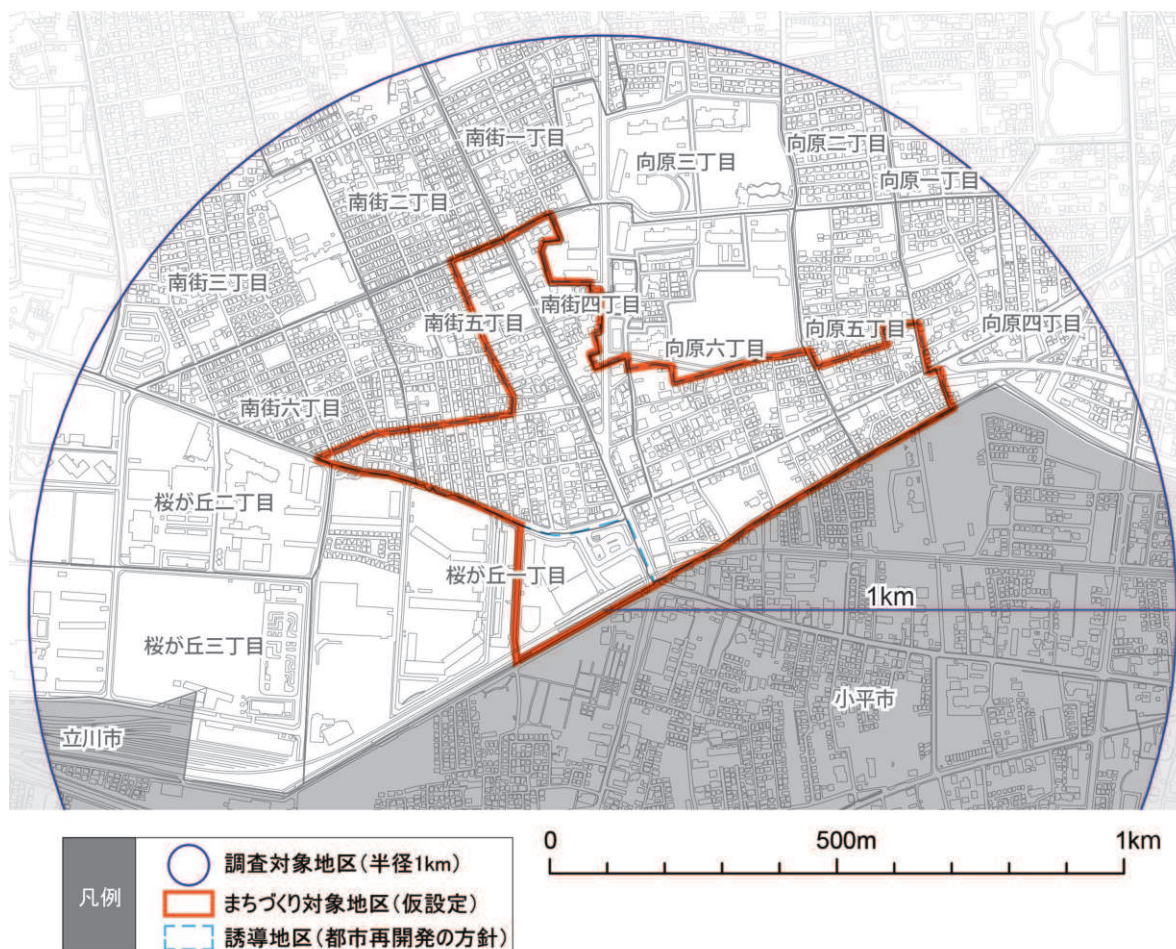 南街一丁目
向原三丁目
向原二丁目
向原一丁目
南街二丁目
南街三丁目
南街五丁目
南街四丁目
向原六丁目
向原五丁目
向原四丁目
南街六丁目
桜が丘二丁目
桜が丘一丁目
1km
桜が丘三丁目
小平市
立川市
凡例
調査対象地区(半径1km)
まちづくり対象地区(仮設定)
誘導地区(都市再開発の方針)
0 500m 1km